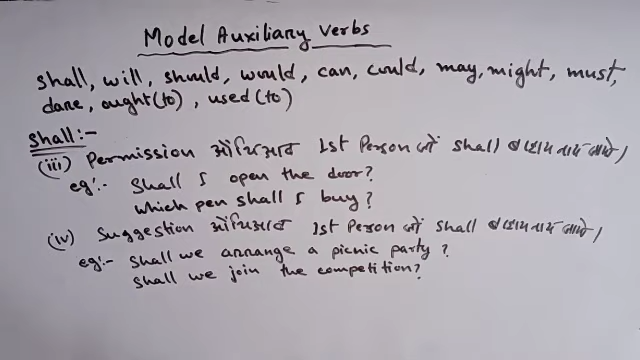 Model Auxiliary Verbs
Shall, will, should, would, can, could, may, might, must,
dare, ought (to), used (to)
Shall :-
(iii) Permission 1st Person shall
eg:- Shall I open the door?
which pen shall I buy?
(iv) Suggestion 1st Person shall
eg:- Shall we arrange a picnic party?
Shall we join the competition?